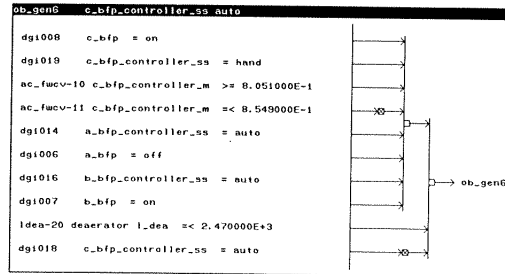 ob_gen6 c_bfp_controller_ss auto
dgi008 c_bfp = on
dgi019 c_bfp_controller_ss = hand
ac_fwcv-10 c_bfp_controller_m >= 8.051000E-1
ac_fwcv-11 c_bfp_controller_m =< 8.549000E-1
dgi014 a_bfp_controller_ss = auto
dgi006 a_bfp = off
dgi016 b_bfp_controller_ss = auto
ob_gen6
dgi007 b_bfp = on
ldea-20 deaerator l_dea =< 2.470000E+3
dgi018 c_bfp_controller_ss = auto